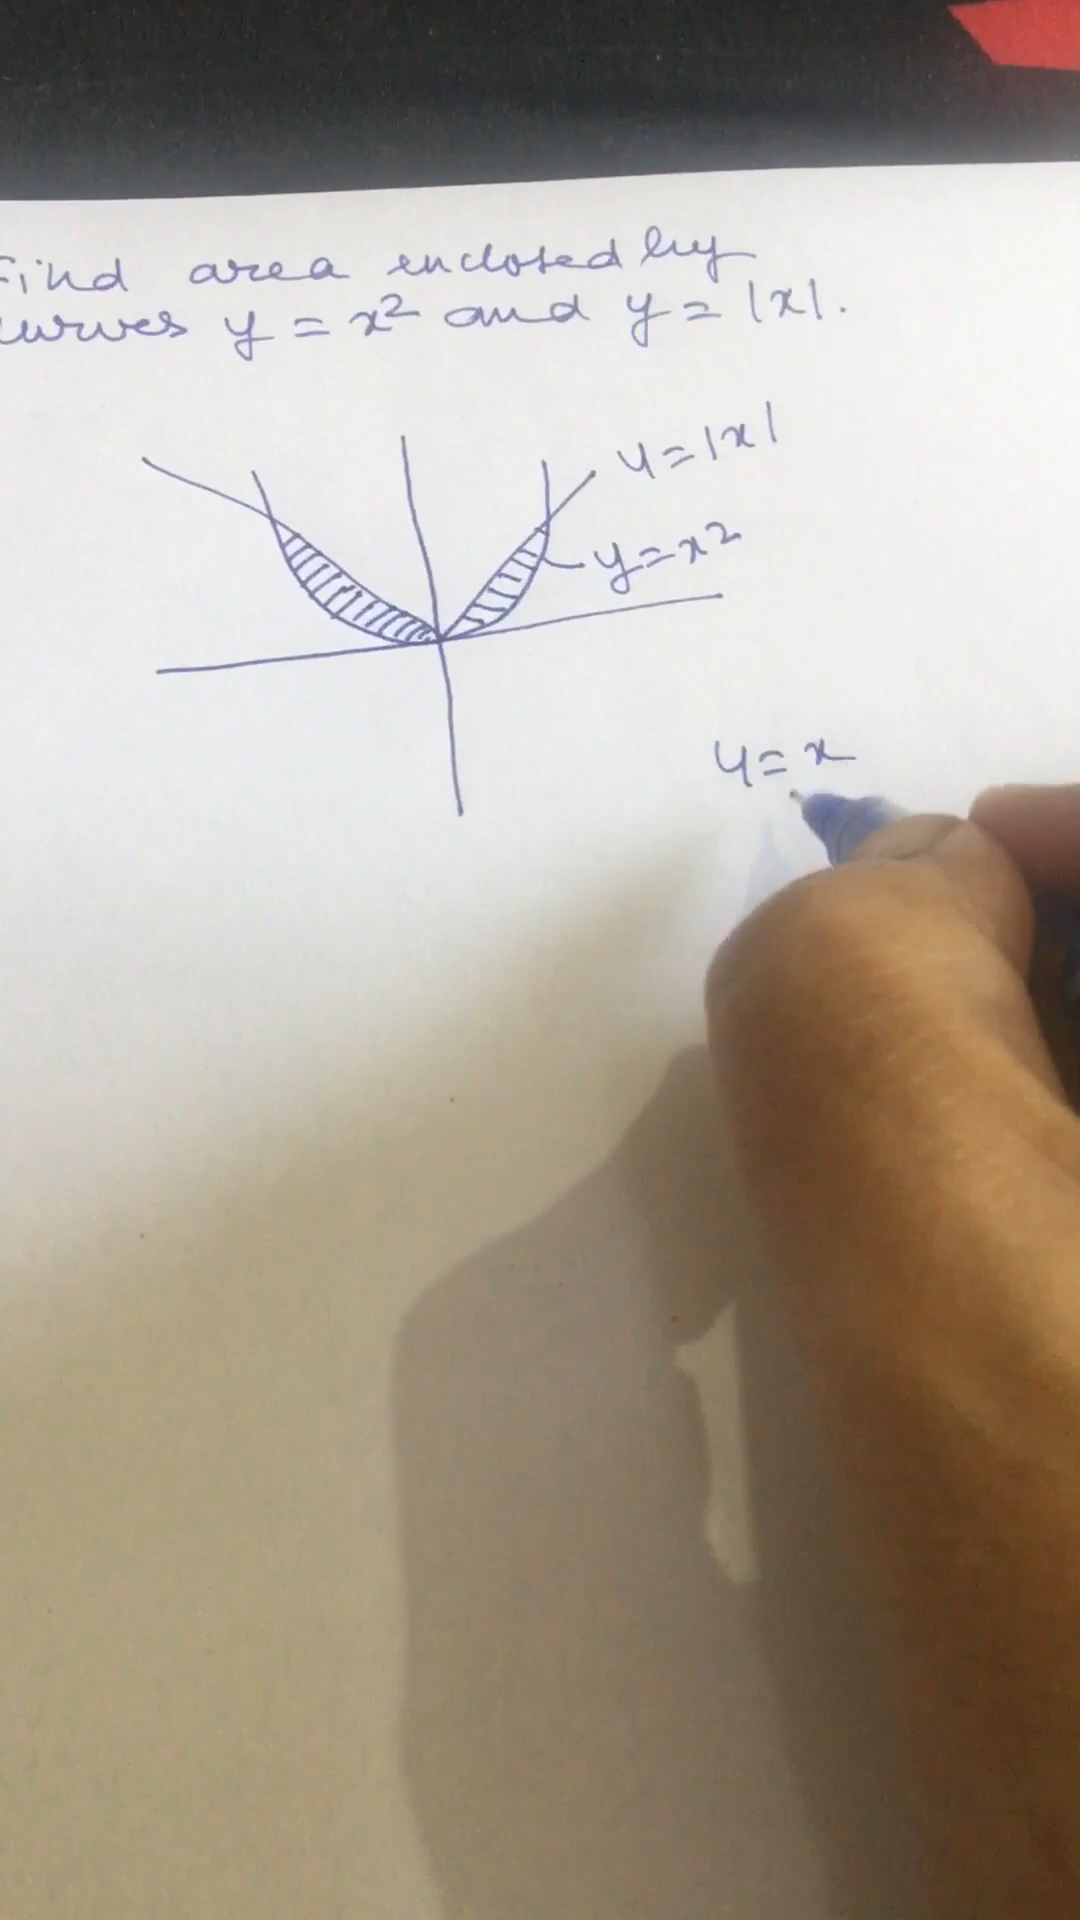 Find area enclosed by
curves y = x² and y = |x|.
y = |x|
y = x²
y = x